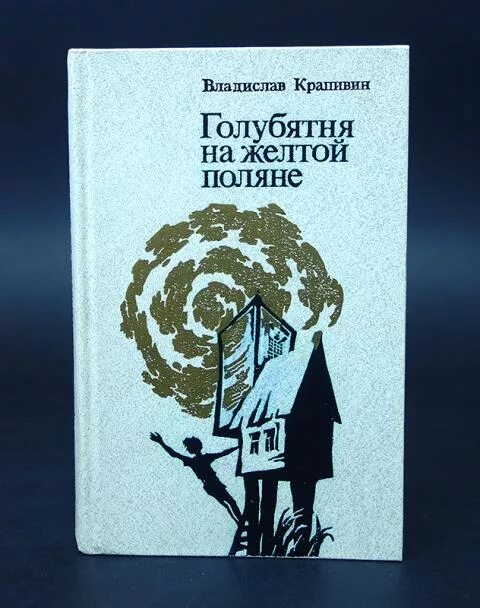 Владислав Крапивин
Голубятня
на желтой
поляне